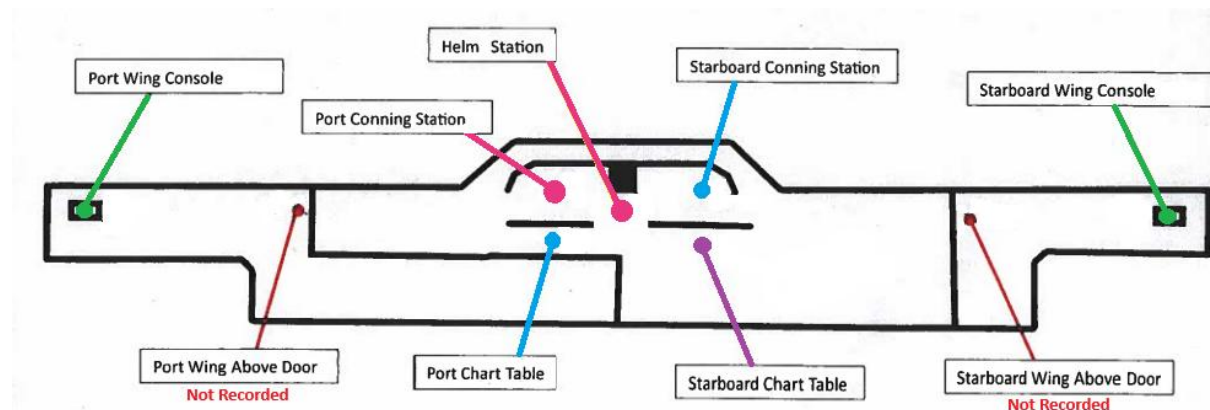 Helm Station
Starboard Conning Station
Port Wing Console
Starboard Wing Console
Port Conning Station
Port Wing Above Door
Not Recorded
Port Chart Table
Starboard Chart Table
Starboard Wing Above Door
Not Recorded